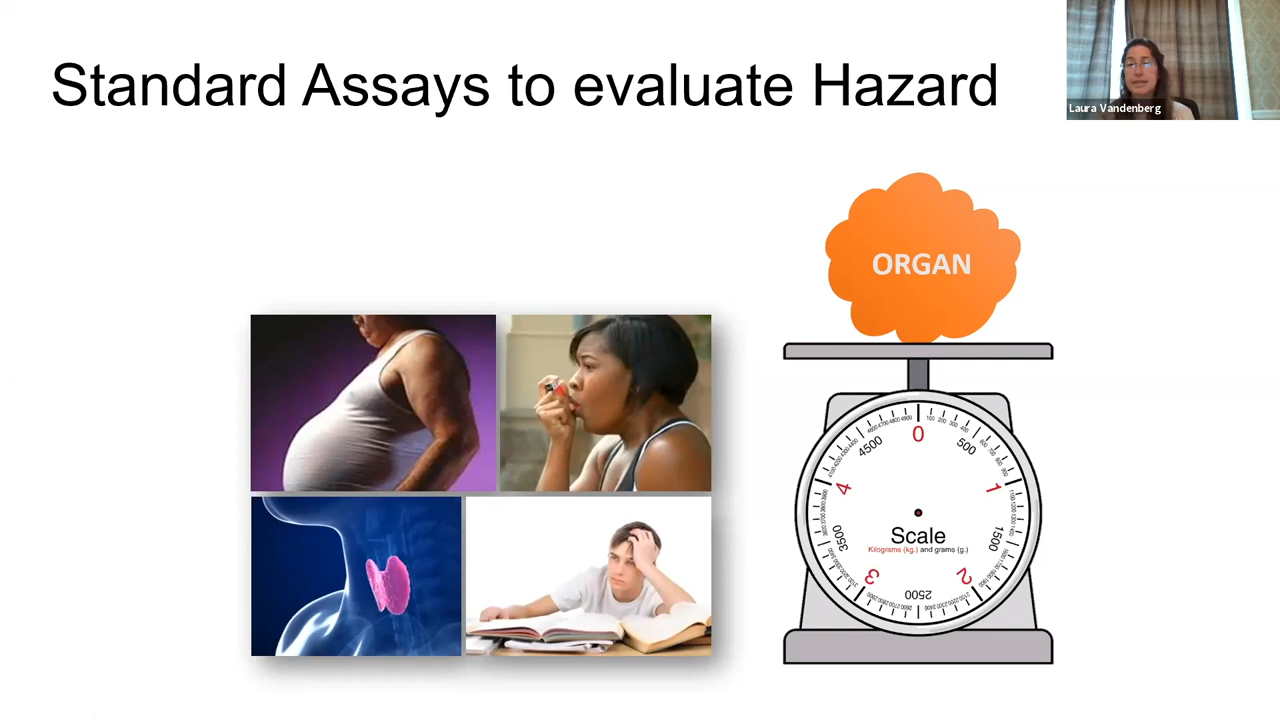 Standard Assays to evaluate Hazard
Laura Vandenberg
ORGAN
0
500
1
1500
2
2500
3
3500
4
4500
Scale
Kilograms (kg.) and grams (g.)